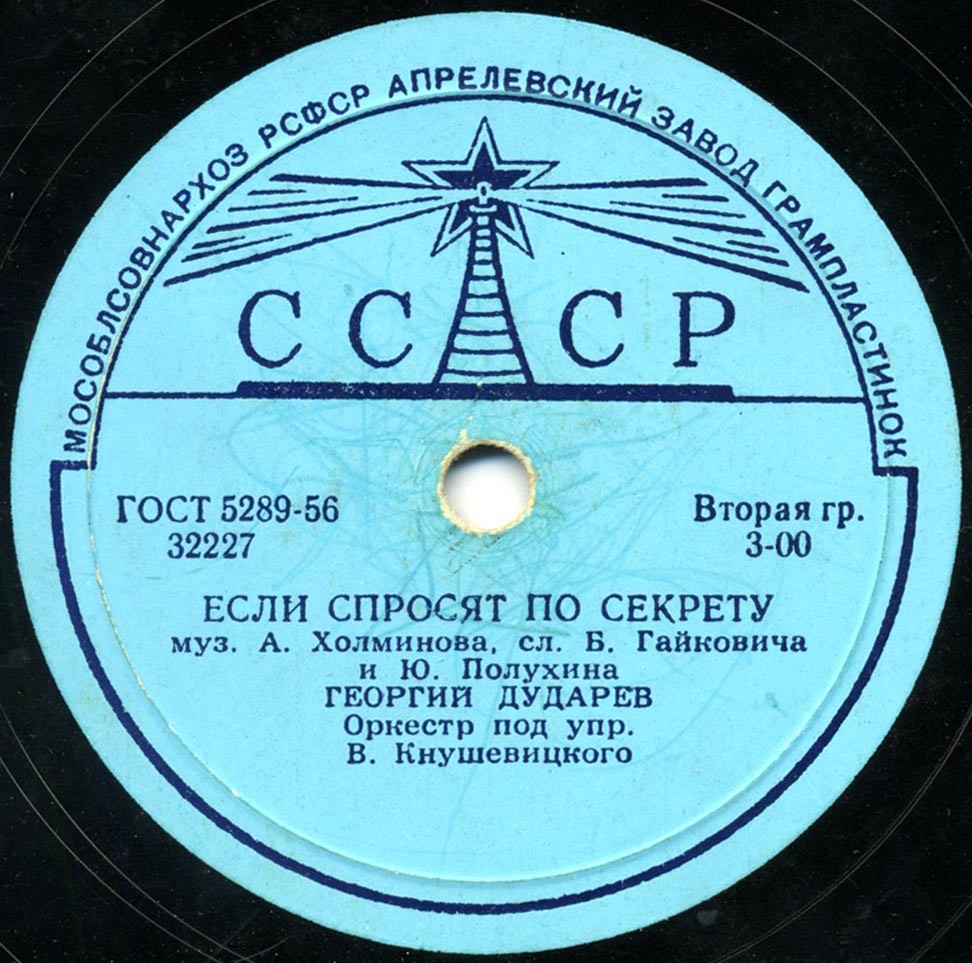 МОСОБЛСОВНАРХОЗ РСФСР АПРЕЛЕВСКИЙ ЗАВОД ГРАМПЛАСТИНОК
СССР
ГОСТ 5289-56
32227
Вторая гр.
3-00
ЕСЛИ СПРОСЯТ ПО СЕКРЕТУ
муз. А. Холминова, сл. Б. Гайковича
и Ю. Полухина
ГЕОРГИЙ ДУДАРЕВ
Оркестр под упр.
В. Кнушевицкого